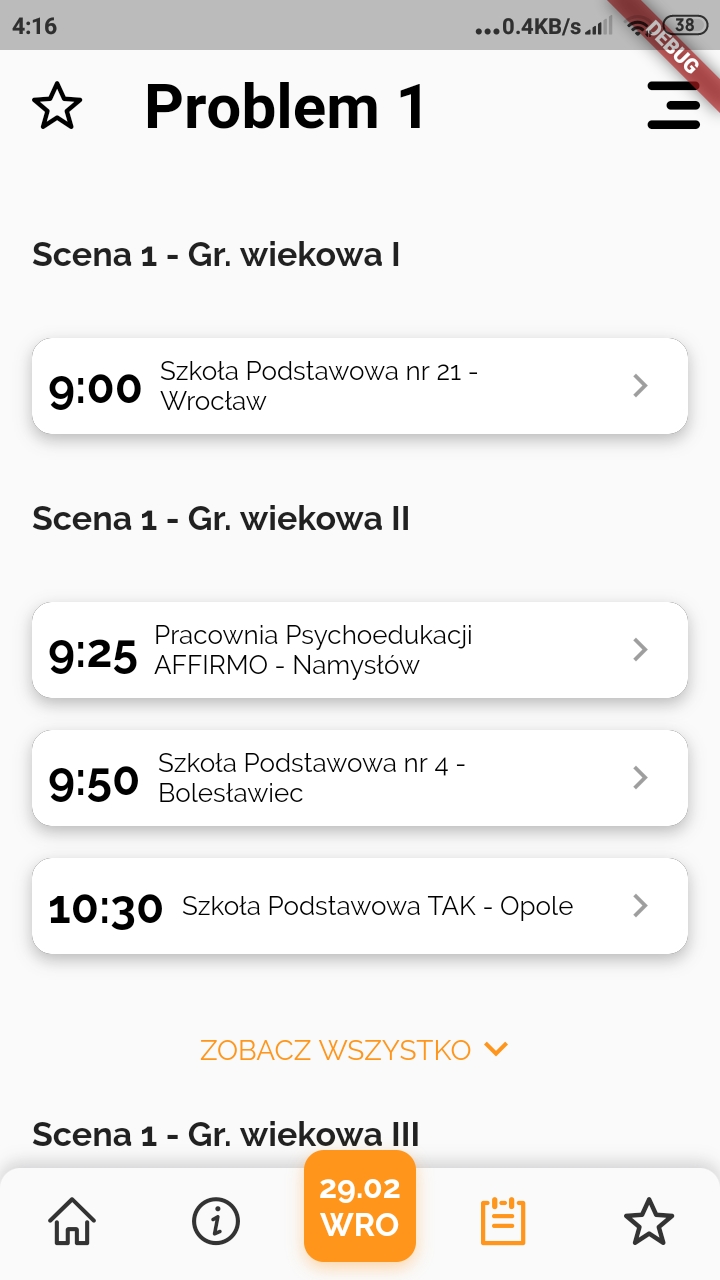 4:16
...0.4KB/s
38
DEBUG
Problem 1
Scena 1 - Gr. wiekowa I
9:00
Szkoła Podstawowa nr 21 -
Wrocław
Scena 1 - Gr. wiekowa II
9:25
Pracownia Psychoedukacji
AFFIRMO - Namysłów
9:50
Szkoła Podstawowa nr 4 -
Bolesławiec
10:30
Szkoła Podstawowa TAK - Opole
ZOBACZ WSZYSTKO
Scena 1 - Gr. wiekowa III
29.02
WRO